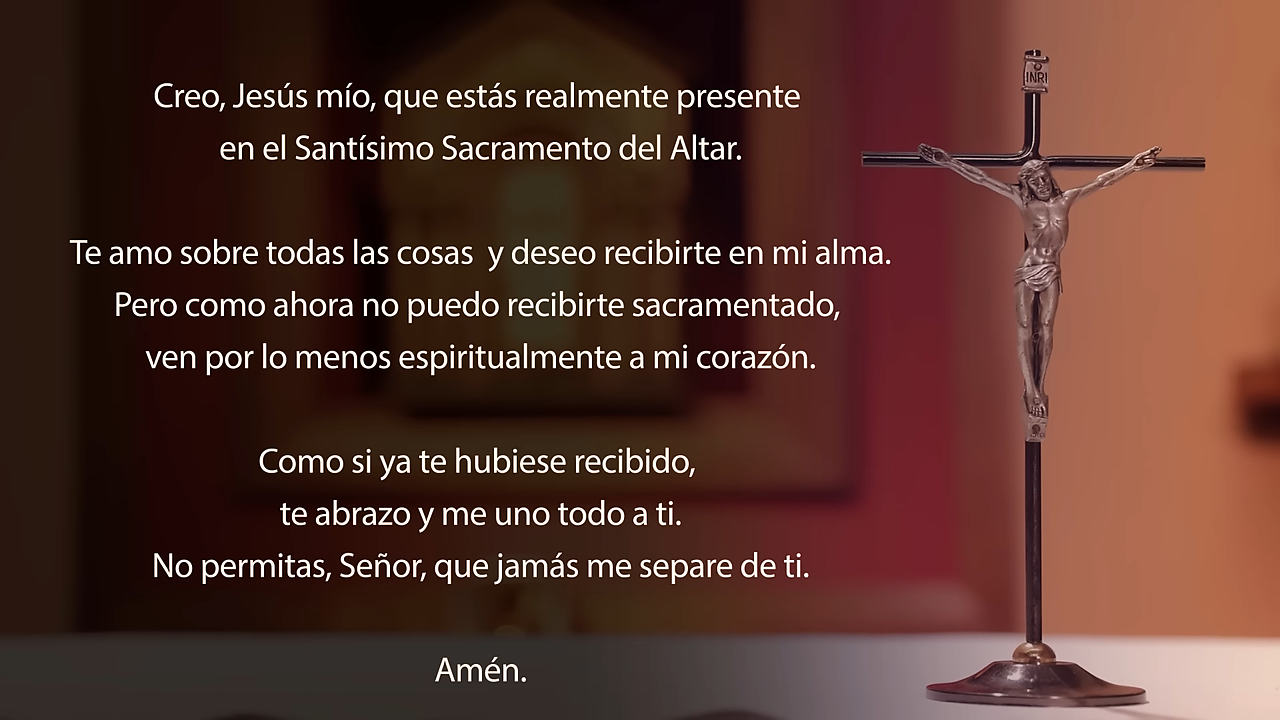 Creo, Jesús mío, que estás realmente presente
en el Santísimo Sacramento del Altar.
Te amo sobre todas las cosas  y deseo recibirte en mi alma.
Pero como ahora no puedo recibirte sacramentado,
ven por lo menos espiritualmente a mi corazón.
Como si ya te hubiese recibido,
te abrazo y me uno todo a ti.
No permitas, Señor, que jamás me separe de ti.
Amén.
INRI